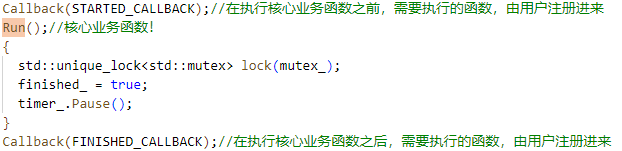 Callback(STARTED_CALLBACK);//在执行核心业务函数之前，需要执行的函数，由用户注册进来
Run();//核心业务函数!
{
  std::unique_lock<std::mutex> lock(mutex_);
  finished_ = true;
  timer_.Pause();
}
Callback(FINISHED_CALLBACK);//在执行核心业务函数之后，需要执行的函数，由用户注册进来